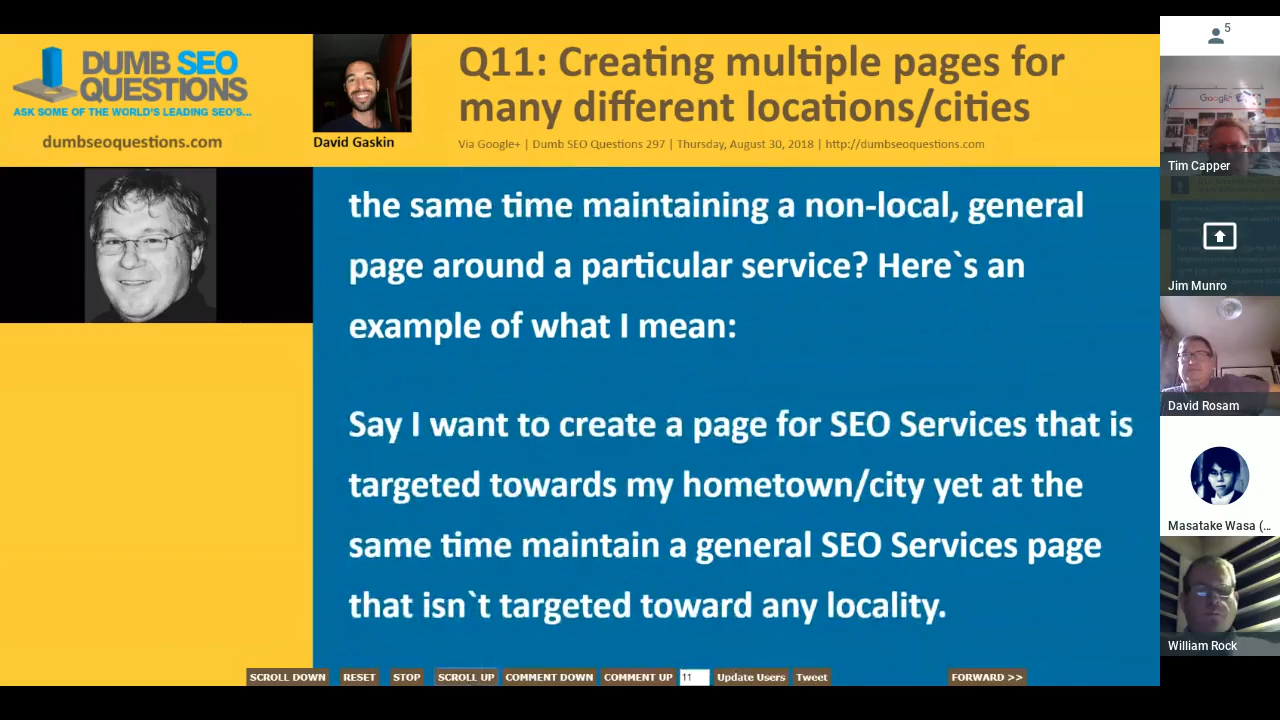 DUMB SEO
QUESTIONS
ASK SOME OF THE WORLD'S LEADING SEO'S...
dumbseoquestions.com
David Gaskin
Q11: Creating multiple pages for
many different locations/cities
Via Google+ | Dumb SEO Questions 297 | Thursday, August 30, 2018 | http://dumbseoquestions.com
the same time maintaining a non-local, general
page around a particular service? Here`s an
example of what I mean:
Say I want to create a page for SEO Services that is
targeted towards my hometown/city yet at the
same time maintain a general SEO Services page
that isn`t targeted toward any locality.
SCROLL DOWN RESET STOP SCROLL UP COMMENT DOWN COMMENT UP 11 Update Users Tweet FORWARD >>
5
Google
Tim Capper
Jim Munro
David Rosam
Masatake Wasa (...
William Rock